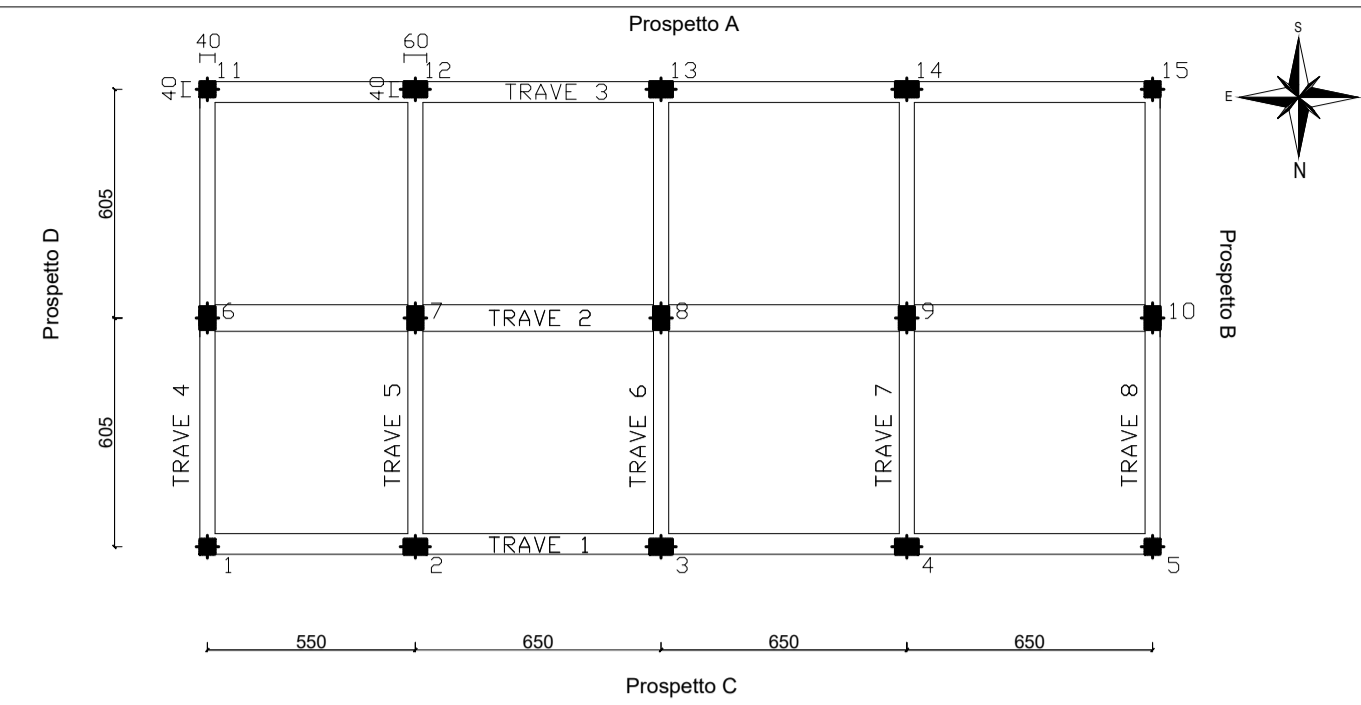 Prospetto A
S
40
60
11
12
13
14
15
40
40
TRAVE 3
E
N
605
Prospetto D
Prospetto B
6
7
8
9
10
TRAVE 2
605
TRAVE 4
TRAVE 5
TRAVE 6
TRAVE 7
TRAVE 8
TRAVE 1
1
2
3
4
5
550
650
650
650
Prospetto C